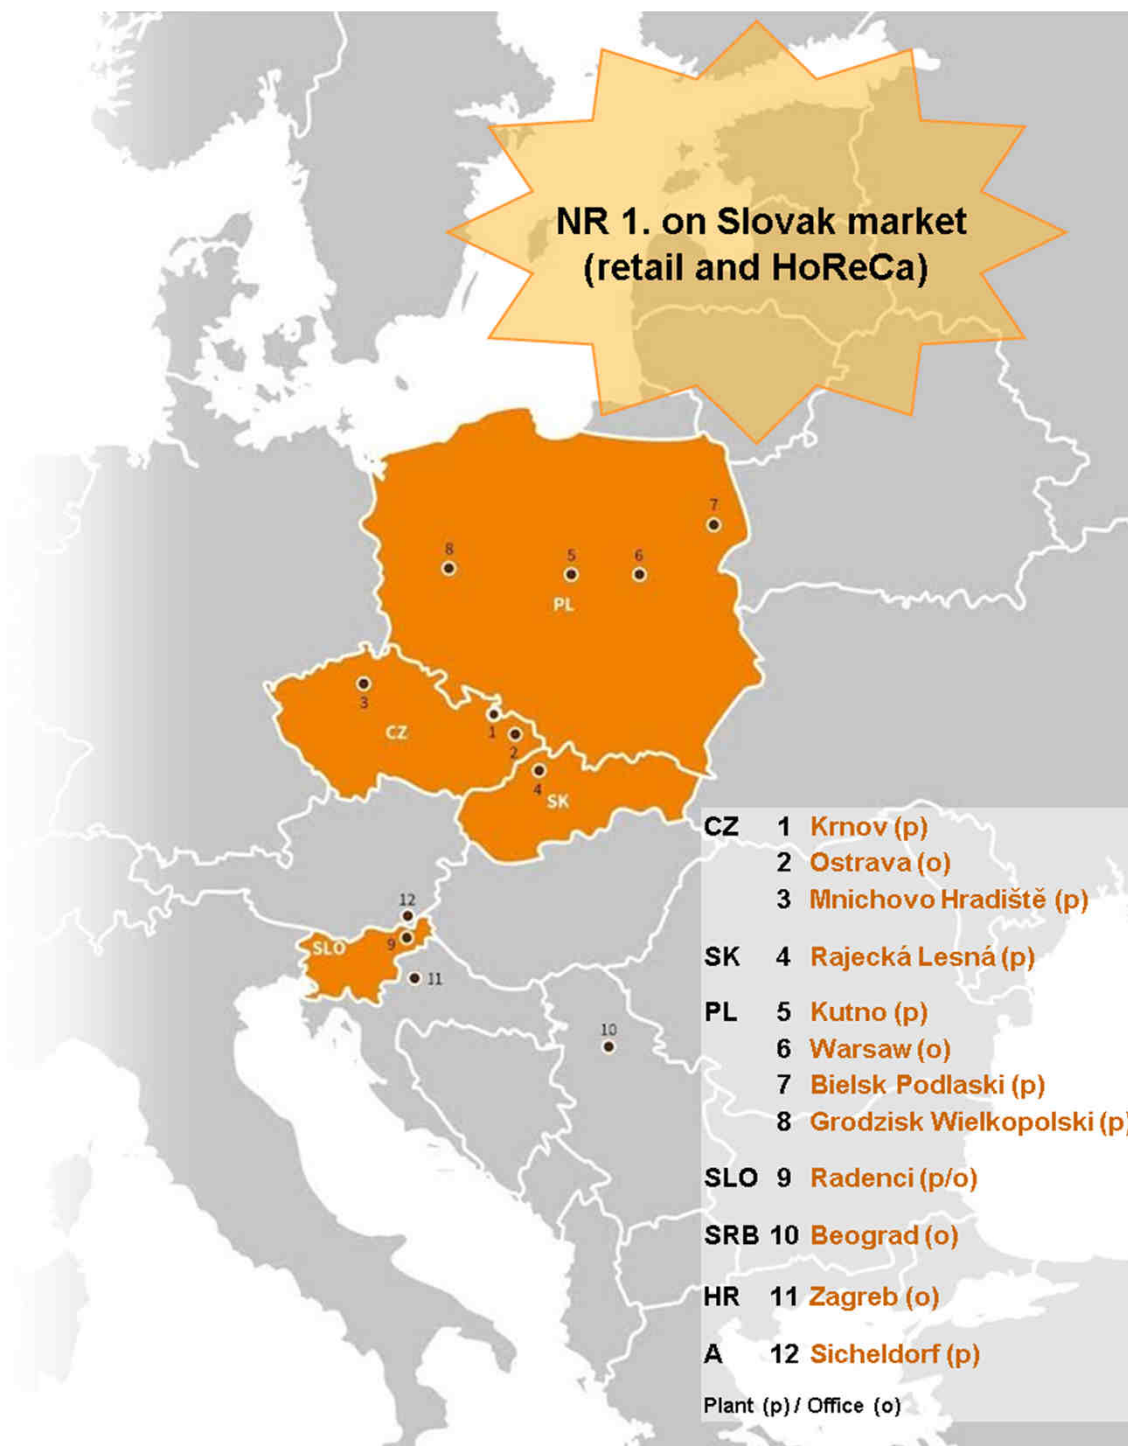 NR 1. on Slovak market
(retail and HoReCa)
7
8
5
6
PL
3
CZ
1
2
4
SK
12
SLO
9
11
10
CZ 1 Krnov (p)
2 Ostrava (o)
3 Mnichovo Hradiště (p)
SK 4 Rajecká Lesná (p)
PL 5 Kutno (p)
6 Warsaw (o)
7 Bielsk Podlaski (p)
8 Grodzisk Wielkopolski (p)
SLO 9 Radenci (p/o)
SRB 10 Beograd (o)
HR 11 Zagreb (o)
A 12 Sicheldorf (p)
Plant (p) / Office (o)